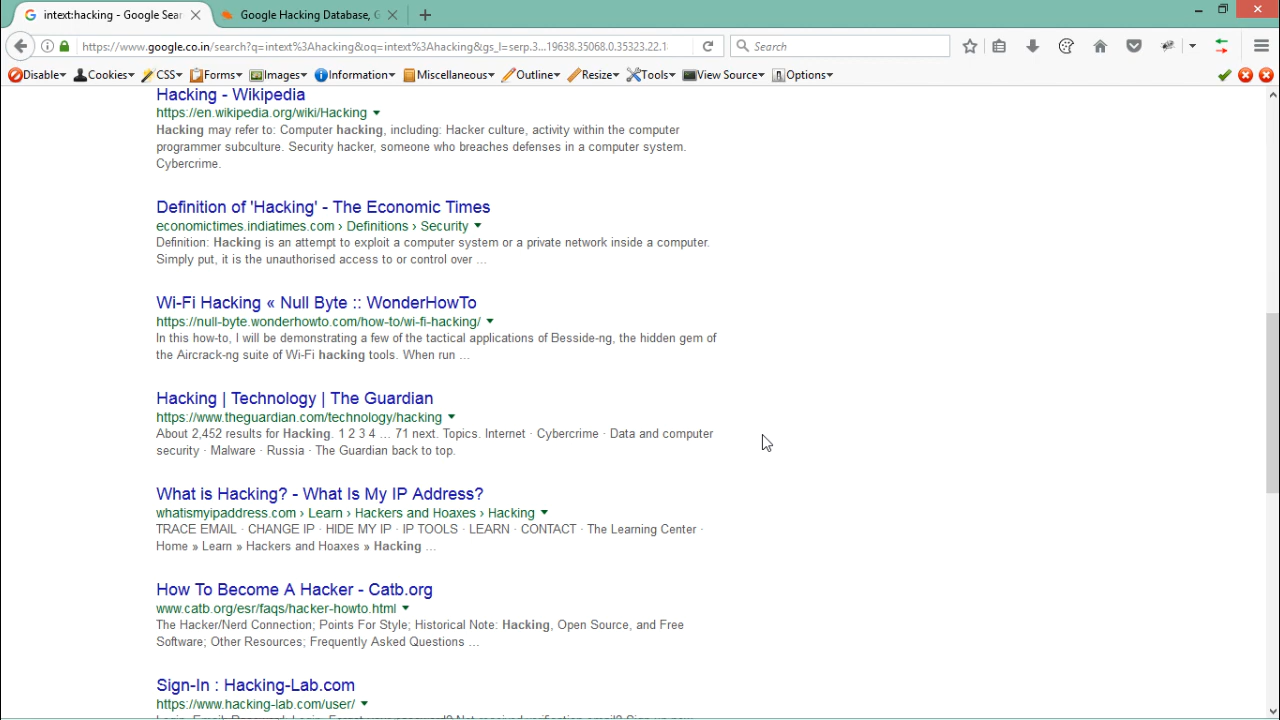 intext:hacking - Google Sear
Google Hacking Database, G
https://www.google.co.in/search?q=intext%3Ahacking&oq=intext%3Ahacking&gs_l=serp.3...19638.35068.0.35323.22.1
Search
Disable Cookies CSS Forms Images Information Miscellaneous Outline Resize Tools View Source Options
Hacking - Wikipedia
https://en.wikipedia.org/wiki/Hacking
Hacking may refer to: Computer hacking, including: Hacker culture, activity within the computer
programmer subculture. Security hacker, someone who breaches defenses in a computer system.
Cybercrime.
Definition of 'Hacking' - The Economic Times
economictimes.indiatimes.com › Definitions › Security
Definition: Hacking is an attempt to exploit a computer system or a private network inside a computer.
Simply put, it is the unauthorised access to or control over ...
Wi-Fi Hacking « Null Byte :: WonderHowTo
https://null-byte.wonderhowto.com/how-to/wi-fi-hacking/
In this how-to, I will be demonstrating a few of the tactical applications of Besside-ng, the hidden gem of
the Aircrack-ng suite of Wi-Fi hacking tools. When run ...
Hacking | Technology | The Guardian
https://www.theguardian.com/technology/hacking
About 2,452 results for Hacking. 1 2 3 4 ... 71 next. Topics. Internet · Cybercrime · Data and computer
security · Malware · Russia · The Guardian back to top.
What is Hacking? - What Is My IP Address?
whatismyipaddress.com › Learn › Hackers and Hoaxes › Hacking
TRACE EMAIL · CHANGE IP · HIDE MY IP · IP TOOLS · LEARN · CONTACT · The Learning Center ·
Home » Learn » Hackers and Hoaxes » Hacking ...
How To Become A Hacker - Catb.org
www.catb.org/esr/faqs/hacker-howto.html
The Hacker/Nerd Connection; Points For Style; Historical Note: Hacking, Open Source, and Free
Software; Other Resources; Frequently Asked Questions ...
Sign-In : Hacking-Lab.com
https://www.hacking-lab.com/user/